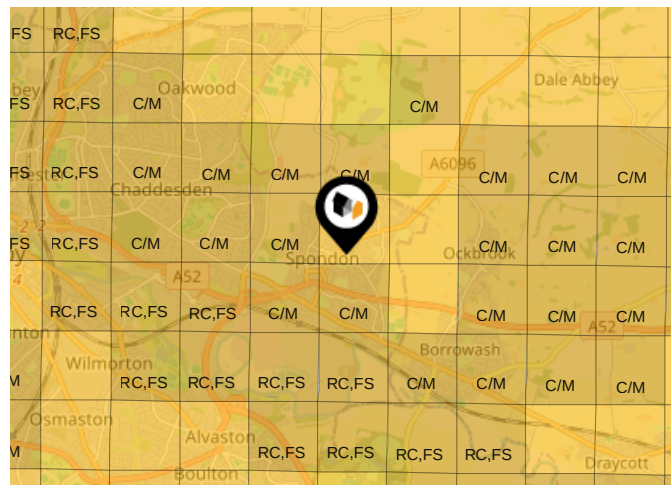 FS RC,FS
bey Oakwood Dale Abbey
FS RC,FS C/M C/M
A6096
FS RC,FS C/M C/M C/M C/M C/M C/M C/M
Chaddesden
FS RC,FS C/M C/M C/M Ockbrook C/M C/M C/M
Spondon
A52
RC,FS RC,FS RC,FS C/M C/M C/M C/M C/M
A52
Wilmorton Borrowash
M RC,FS RC,FS RC,FS RC,FS C/M C/M C/M C/M
Osmaston
Alvaston
M RC,FS RC,FS RC,FS RC,FS
Boulton Draycott